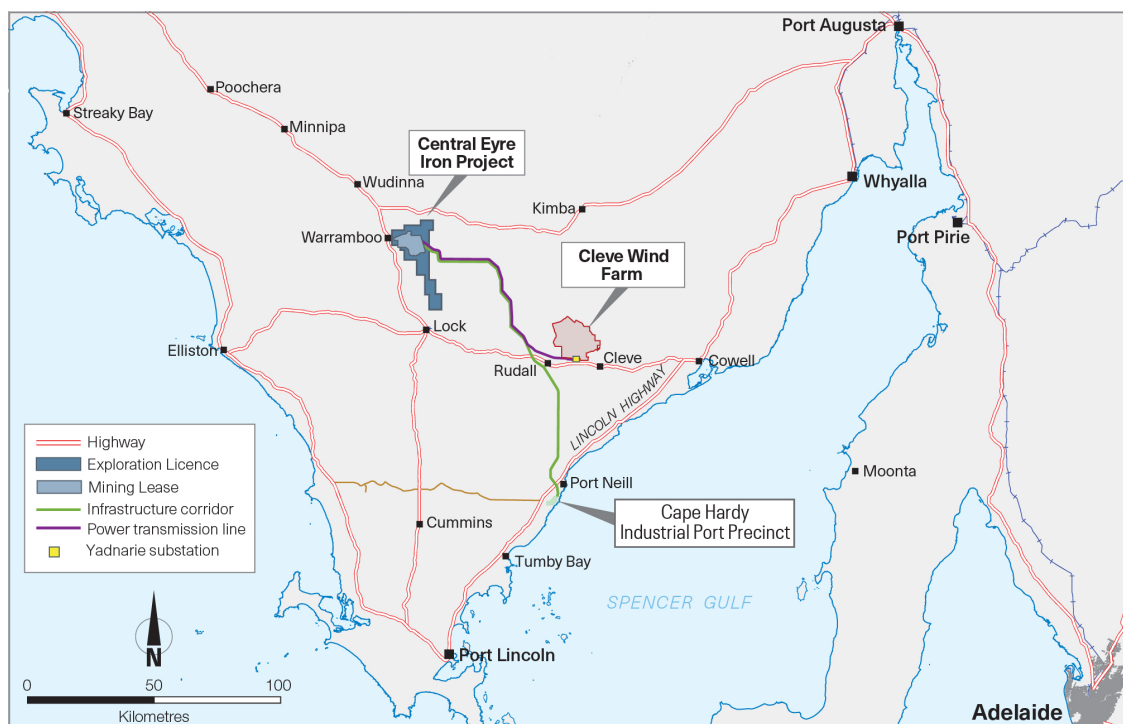 Port Augusta
Poochera
Streaky Bay
Minnipa
Central Eyre
Iron Project
Wudinna
Whyalla
Kimba
Warramboo
Port Pirie
Cleve Wind
Farm
Lock
Elliston
Cleve
Cowell
Rudall
LINCOLN HIGHWAY
Highway
Exploration Licence
Mining Lease
Infrastructure corridor
Power transmission line
Yadnarie substation
Moonta
Port Neill
Cape Hardy
Industrial Port Precinct
Cummins
Tumby Bay
SPENCER GULF
N
Port Lincoln
0 50 100
Kilometres
Adelaide